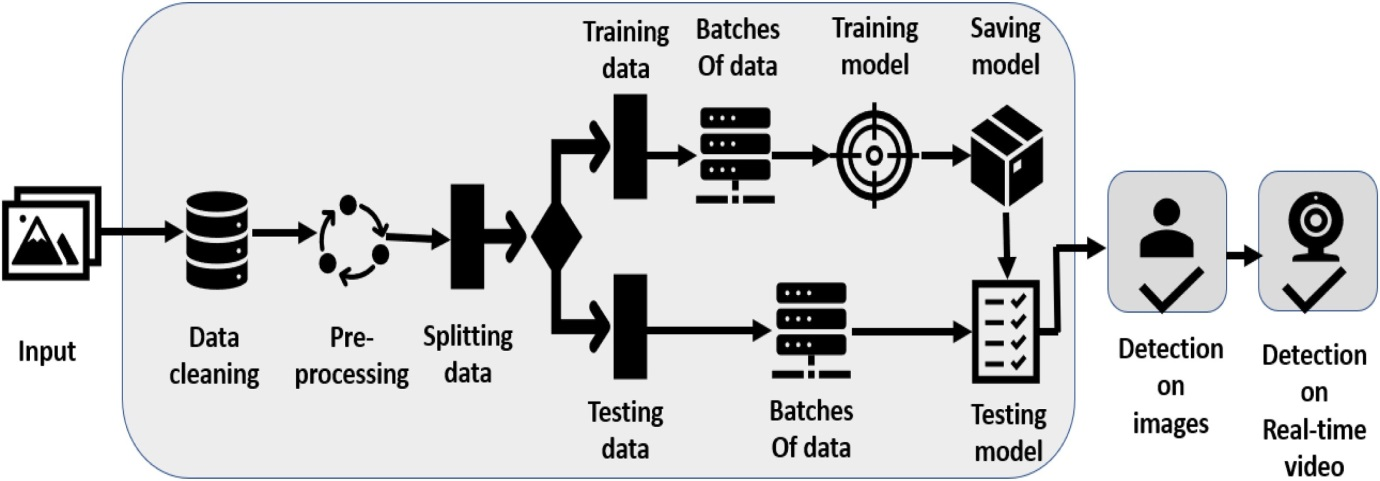 Input
Data
cleaning
Pre-
processing
Splitting
data
Training
data
Batches
Of data
Training
model
Saving
model
Testing
data
Batches
Of data
Testing
model
Detection
on
images
Detection
on
Real-time
video